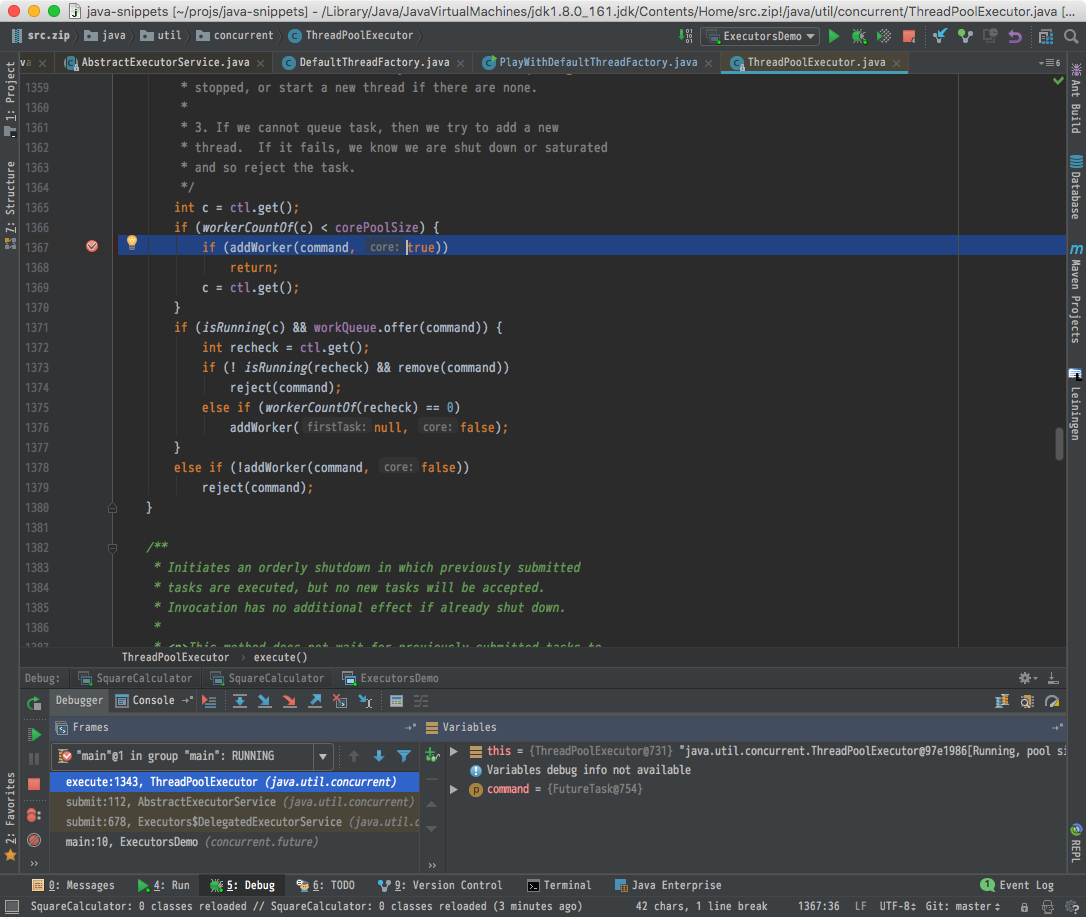 java-snippets [~/projs/java-snippets] - /Library/Java/JavaVirtualMachines/jdk1.8.0_161.jdk/Contents/Home/src.zip!/java/util/concurrent/ThreadPoolExecutor.java [...
src.zip java util concurrent ThreadPoolExecutor ExecutorsDemo
va AbstractExecutorService.java DefaultThreadFactory.java PlayWithDefaultThreadFactory.java ThreadPoolExecutor.java 6
1: Project
7: Structure
2: Favorites
Ant Build
Database
Maven Projects
Leiningen
REPL
1359 * stopped, or start a new thread if there are none.
1360 *
1361 * 3. If we cannot queue task, then we try to add a new
1362 * thread.  If it fails, we know we are shut down or saturated
1363 * and so reject the task.
1364 */
1365 int c = ctl.get();
1366 if (workerCountOf(c) < corePoolSize) {
1367 if (addWorker(command, core: true))
1368 return;
1369 c = ctl.get();
1370 }
1371 if (isRunning(c) && workQueue.offer(command)) {
1372 int recheck = ctl.get();
1373 if (! isRunning(recheck) && remove(command))
1374 reject(command);
1375 else if (workerCountOf(recheck) == 0)
1376 addWorker( firstTask: null, core: false);
1377 }
1378 else if (!addWorker(command, core: false))
1379 reject(command);
1380 }
1381
1382 /**
1383 * Initiates an orderly shutdown in which previously submitted
1384 * tasks are executed, but no new tasks will be accepted.
1385 * Invocation has no additional effect if already shut down.
1386 *
1387 * <p>This method does not wait for previously submitted tasks to
ThreadPoolExecutor › execute()
Debug: SquareCalculator SquareCalculator ExecutorsDemo
Debugger Console
Frames
Variables
"main"@1 in group "main": RUNNING
execute:1343, ThreadPoolExecutor (java.util.concurrent)
submit:112, AbstractExecutorService (java.util.concurrent)
submit:678, Executors$DelegatedExecutorService (java.util.c
main:10, ExecutorsDemo (concurrent.future)
this = {ThreadPoolExecutor@731} "java.util.concurrent.ThreadPoolExecutor@97e1986[Running, pool si
Variables debug info not available
command = {FutureTask@754}
0: Messages 4: Run 5: Debug 6: TODO 9: Version Control Terminal Java Enterprise 1 Event Log
SquareCalculator: 0 classes reloaded // SquareCalculator: 0 classes reloaded (3 minutes ago) 42 chars, 1 line break 1367:36 LF UTF-8 Git: master